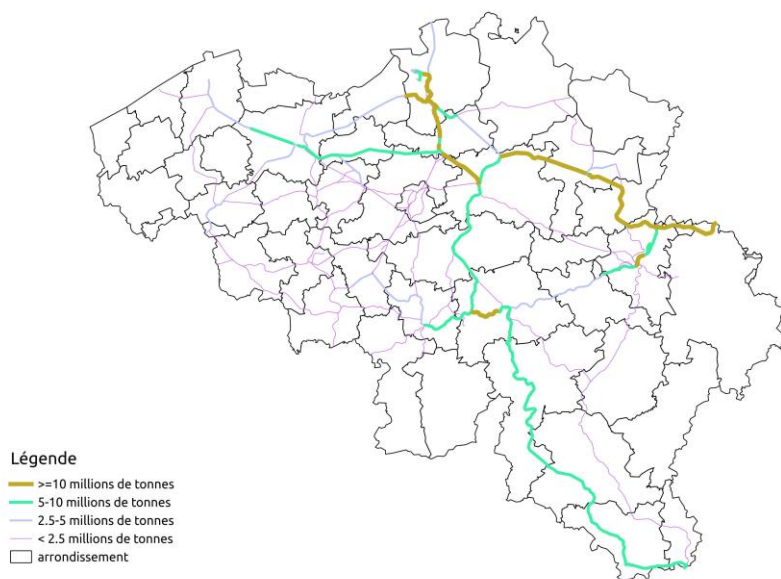 Légende
>=10 millions de tonnes
5-10 millions de tonnes
2.5-5 millions de tonnes
< 2.5 millions de tonnes
arrondissement